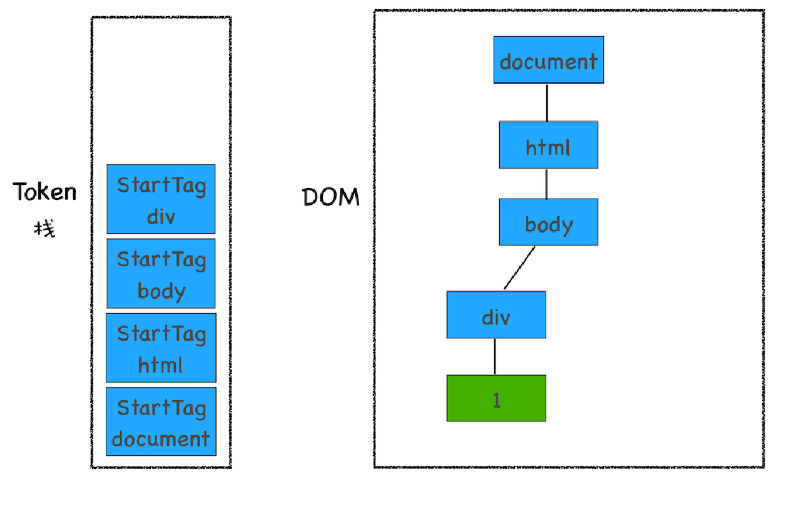 Token
栈
StartTag
div
StartTag
body
StartTag
html
StartTag
document
DOM
document
html
body
div
1